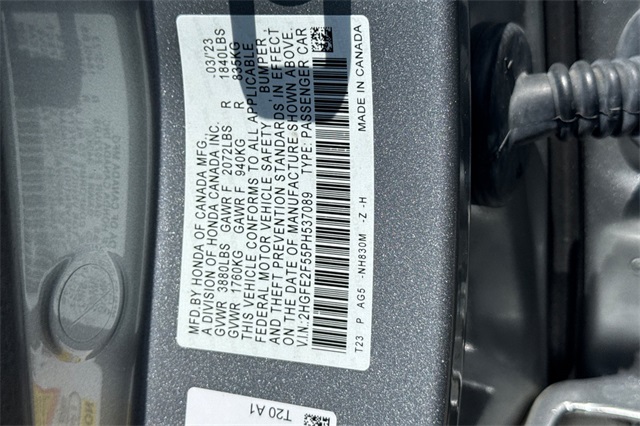 MFD.BY HONDA OF CANADA MFG., 03/23
A DIVISION OF HONDA CANADA INC.
GVWR 3880LBS GAWR F 2072LBS R 1840LBS
GVWR 1760KG GAWR F 940KG R 835KG
THIS VEHICLE CONFORMS TO ALL APPLICABLE
FEDERAL MOTOR VEHICLE SAFETY, BUMPER,
AND THEFT PREVENTION STANDARDS IN EFFECT
ON THE DATE OF MANUFACTURE SHOWN ABOVE.
V.I.N.:2HGFE2F55PH537089 TYPE: PASSENGER CAR
T23 P AG5 -NH830M -Z -H MADE IN CANADA
T20 A1